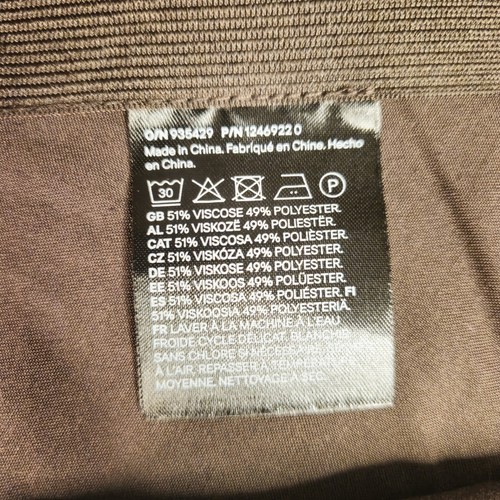 O/N 935429 P/N 1246922 0
Made in China. Fabriqué en Chine. Hecho
en China.
30
P
GB 51% VISCOSE 49% POLYESTER.
AL 51% VISKOZË 49% POLIESTËR.
CAT 51% VISCOSA 49% POLIÈSTER.
CZ 51% VISKÓZA 49% POLYESTER.
DE 51% VISKOSE 49% POLYESTER.
EE 51% VISKOOS 49% POLÜESTER.
ES 51% VISCOSA 49% POLIÉSTER. FI
51% VISKOOSIA 49% POLYESTERIÄ.
FR LAVER À LA MACHINE À L'EAU
FROIDE CYCLE DÉLICAT. BLANCHIR
SANS CHLORE SI NÉCESSAIRE.
À L'AIR. REPASSER À
MOYENNE. NETTOYAGE À SEC.